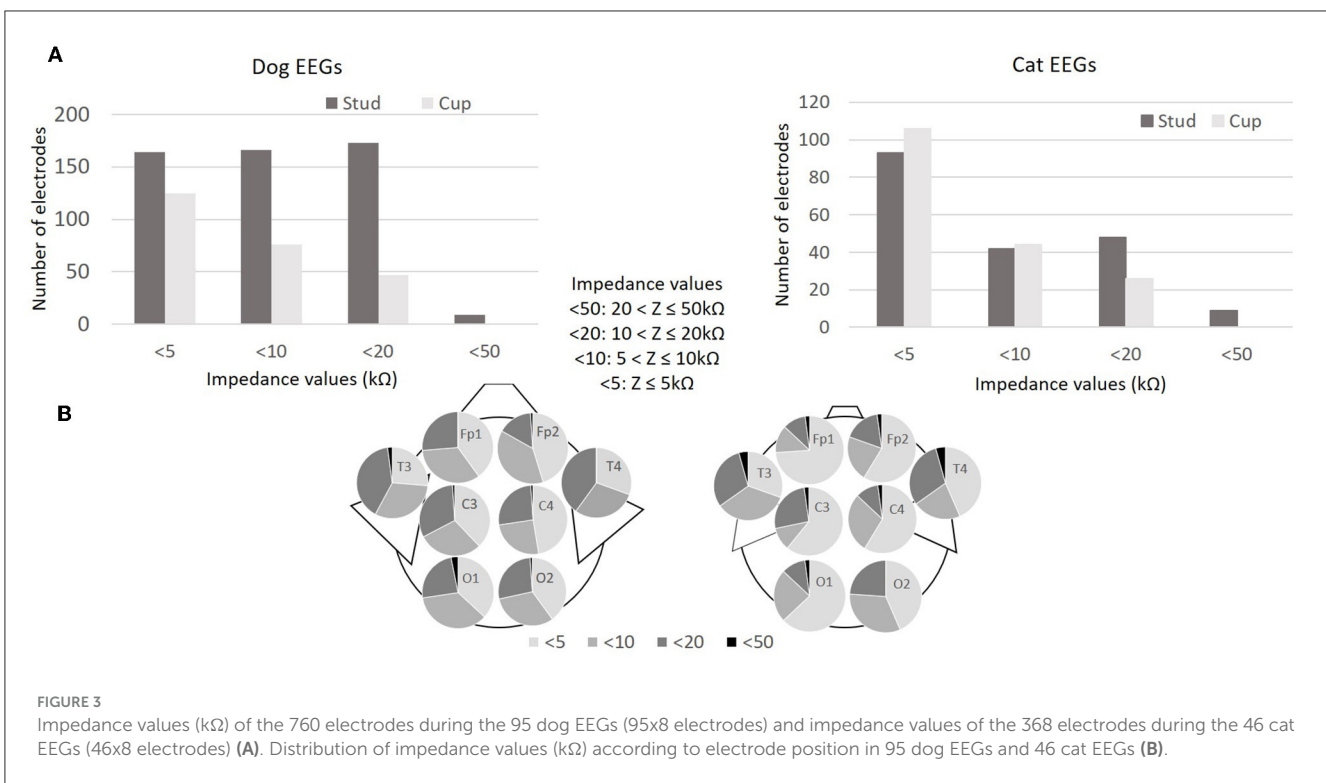 A
Dog EEGs
Stud Cup
Number of electrodes
200
150
100
50
0
<5 <10 <20 <50
Impedance values (kΩ)
Cat EEGs
Stud Cup
Number of electrodes
120
100
80
60
40
20
0
<5 <10 <20 <50
Impedance values (kΩ)
Impedance values
<50: 20 < Z ≤ 50kΩ
<20: 10 < Z ≤ 20kΩ
<10: 5 < Z ≤ 10kΩ
<5: Z ≤ 5kΩ
B
Fp1 Fp2
T3 T4
C3 C4
O1 O2
Fp1 Fp2
T3 T4
C3 C4
O1 O2
<5 <10 <20 <50
FIGURE 3
Impedance values (kΩ) of the 760 electrodes during the 95 dog EEGs (95x8 electrodes) and impedance values of the 368 electrodes during the 46 cat
EEGs (46x8 electrodes) (A). Distribution of impedance values (kΩ) according to electrode position in 95 dog EEGs and 46 cat EEGs (B).